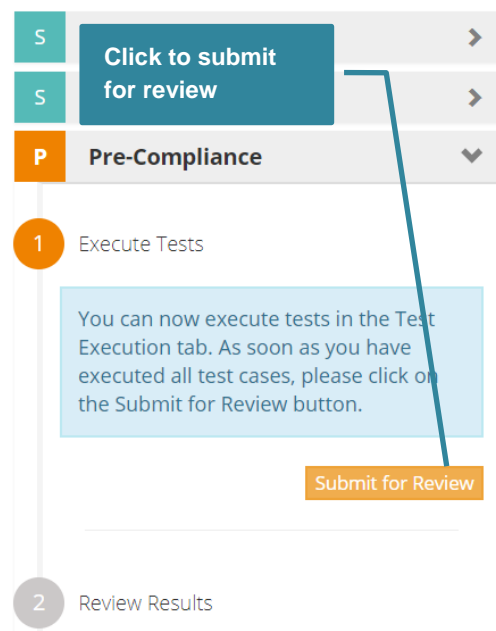 S
Click to submit
for review
S
P Pre-Compliance
1 Execute Tests
You can now execute tests in the Test
Execution tab. As soon as you have
executed all test cases, please click on
the Submit for Review button.
Submit for Review
2 Review Results